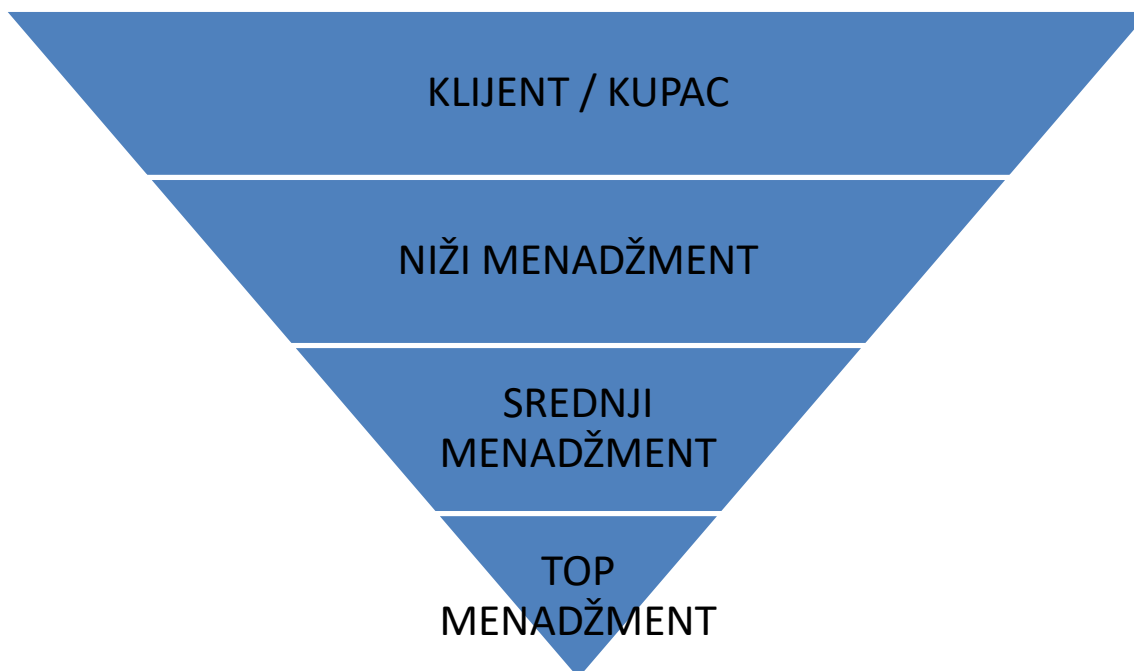 KLIJENT / KUPAC
NIŽI MENADŽMENT
SREDNJI
MENADŽMENT
TOP
MENADŽMENT